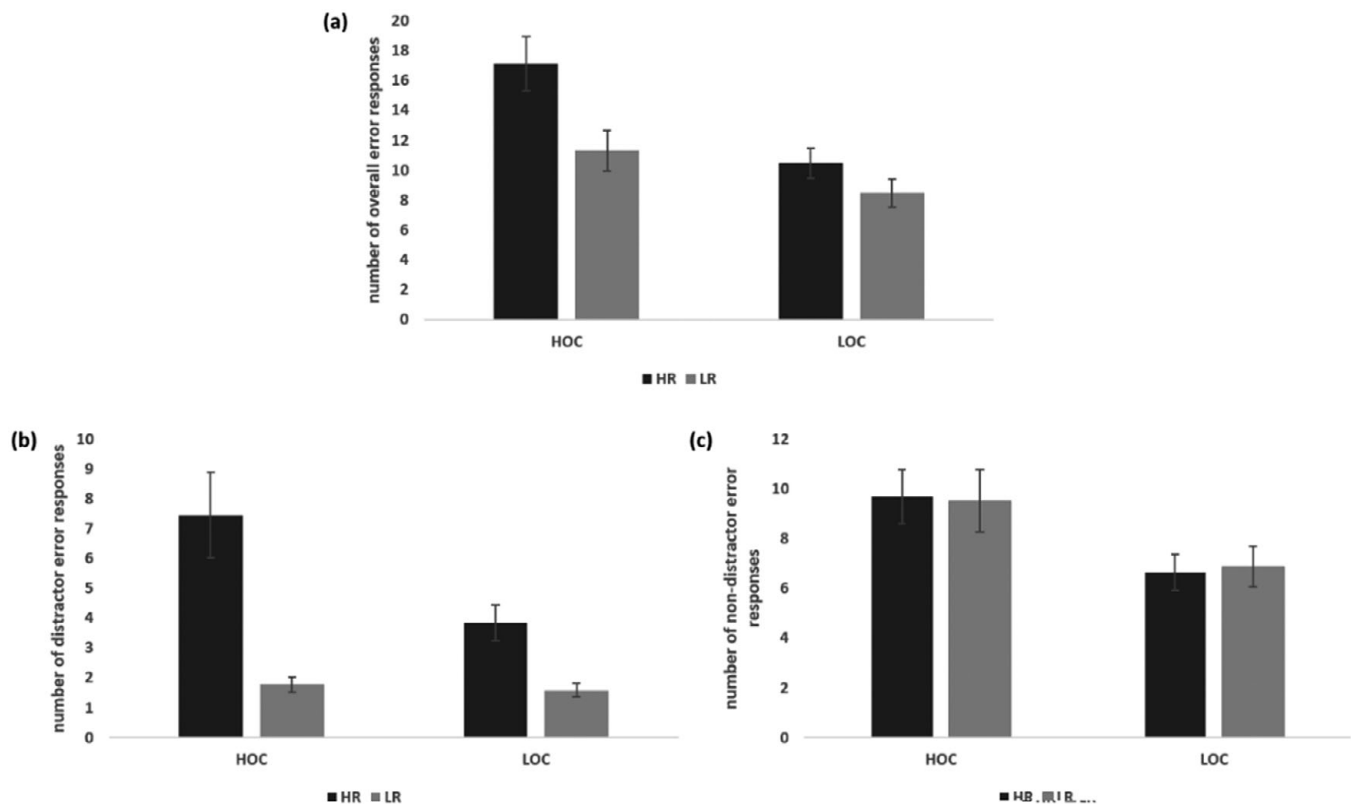 (a)
number of overall error responses
20
18
16
14
12
10
8
6
4
2
0
HOC LOC
HR LR
(b)
number of distractor error responses
10
9
8
7
6
5
4
3
2
1
0
HOC LOC
HR LR
(c)
number of non-distractor error
responses
12
10
8
6
4
2
0
HOC LOC